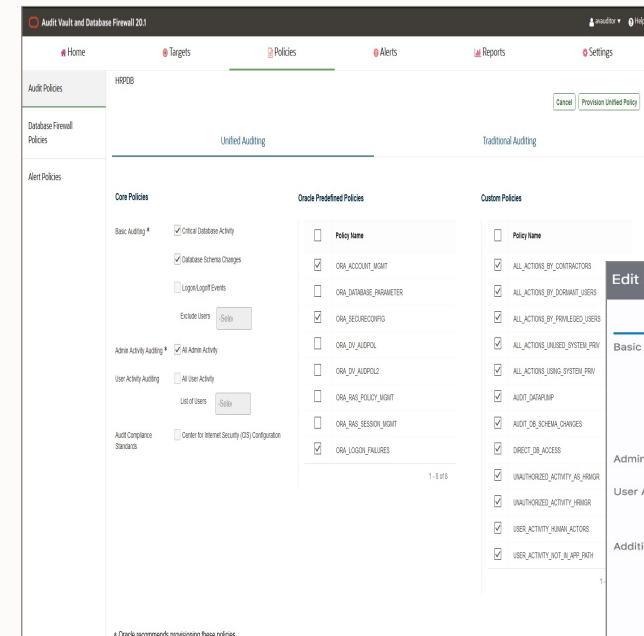 Audit Vault and Database Firewall 20.1
avauditor
Help
Home
Targets
Policies
Alerts
Reports
Settings
Audit Policies
Database Firewall
Policies
Alert Policies
HRPDB
Cancel
Provision Unified Policy
Unified Auditing
Traditional Auditing
Core Policies
Basic Auditing *
Critical Database Activity
Database Schema Changes
Logon/Logoff Events
Exclude Users
-Selec
Admin Activity Auditing *
All Admin Activity
User Activity Auditing
All User Activity
List of Users
-Selec
Audit Compliance
Standards
Center for Internet Security (CIS) Configuration
Oracle Predefined Policies
Policy Name
ORA_ACCOUNT_MGMT
ORA_DATABASE_PARAMETER
ORA_SECURECONFIG
ORA_DV_AUDPOL
ORA_DV_AUDPOL2
ORA_RAS_POLICY_MGMT
ORA_RAS_SESSION_MGMT
ORA_LOGON_FAILURES
1 - 8 of 8
Custom Policies
Policy Name
ALL_ACTIONS_BY_CONTRACTORS
ALL_ACTIONS_BY_DORMANT_USERS
ALL_ACTIONS_BY_PRIVILEGED_USERS
ALL_ACTIONS_UNUSED_SYSTEM_PRIV
ALL_ACTIONS_USING_SYSTEM_PRIV
AUDIT_DATAPUMP
AUDIT_DB_SCHEMA_CHANGES
DIRECT_DB_ACCESS
UNAUTHORIZED_ACTIVITY_AS_HRMGR
UNAUTHORIZED_ACTIVITY_HRMGR
USER_ACTIVITY_HUMAN_ACTORS
USER_ACTIVITY_NOT_IN_APP_PATH
1 -
* Oracle recommends provisioning these policies
Edit
Basic
Admin
User A
Additi